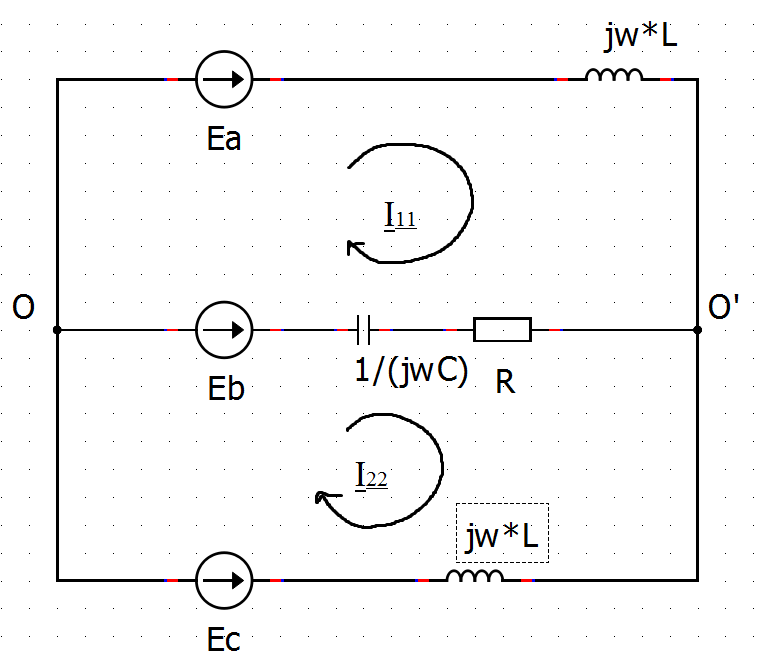 jw*L
Ea
I11
O
O'
Eb
1/(jwC)
R
I22
jw*L
Ec